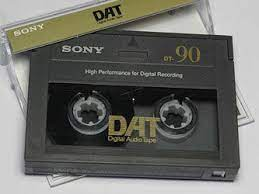 DAT
SONY
SONY
DT-90
High Performance for Digital Recording
DAT
Digital Audio Tape